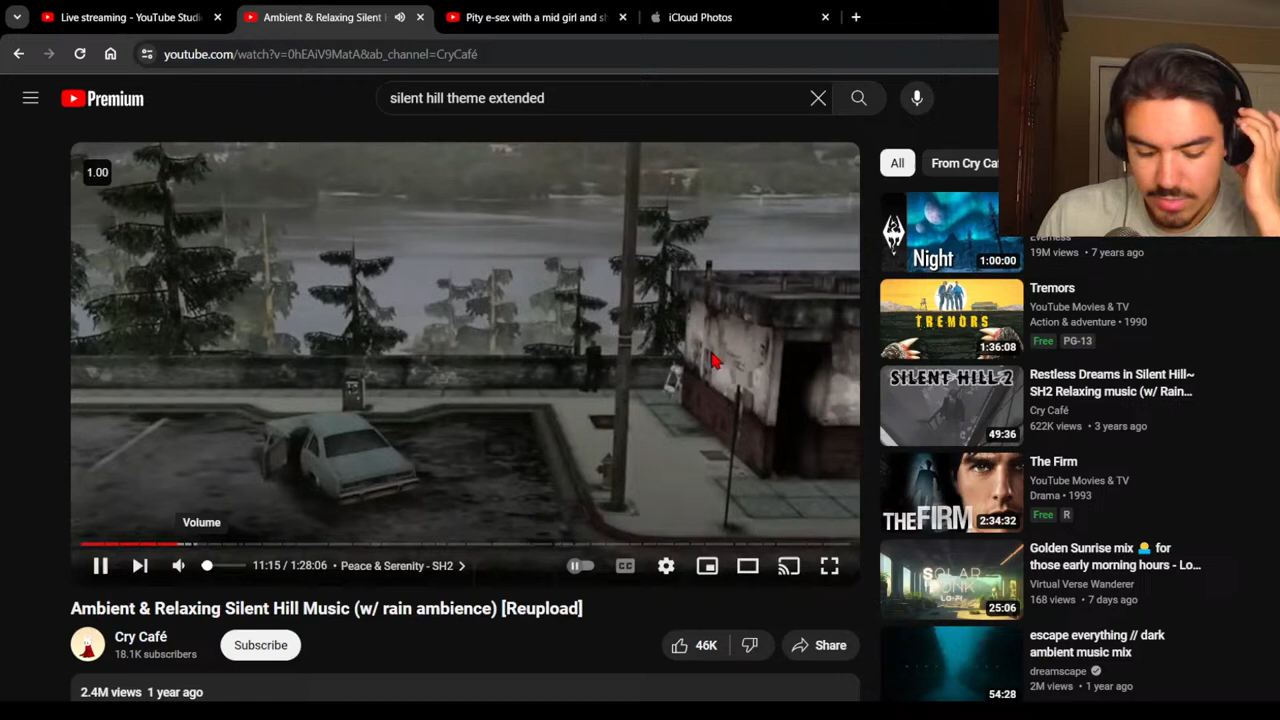 Live streaming - YouTube Studi
Ambient & Relaxing Silent
Pity e-sex with a mid girl and s
iCloud Photos
youtube.com/watch?v=0hEAiV9MatA&ab_channel=CryCafé
Premium
silent hill theme extended
1.00
All
From Cry Caf
Night
1:00:00
19M views • 7 years ago
TREMORS
1:36:08
Tremors
YouTube Movies & TV
Action & adventure • 1990
Free PG-13
SILENT HILL 2
49:36
Restless Dreams in Silent Hill~
SH2 Relaxing music (w/ Rain...
Cry Café
622K views • 3 years ago
THE FIRM
2:34:32
The Firm
YouTube Movies & TV
Drama • 1993
Free R
SOLAR
PUNK
LO-FI
25:06
Golden Sunrise mix 🌅 for
those early morning hours - Lo...
Virtual Verse Wanderer
168 views • 7 days ago
54:28
escape everything // dark
ambient music mix
dreamscape
2M views • 1 year ago
Volume
11:15 / 1:28:06 • Peace & Serenity - SH2
CC
Ambient & Relaxing Silent Hill Music (w/ rain ambience) [Reupload]
Cry Café
18.1K subscribers
Subscribe
46K
Share
2.4M views 1 year ago